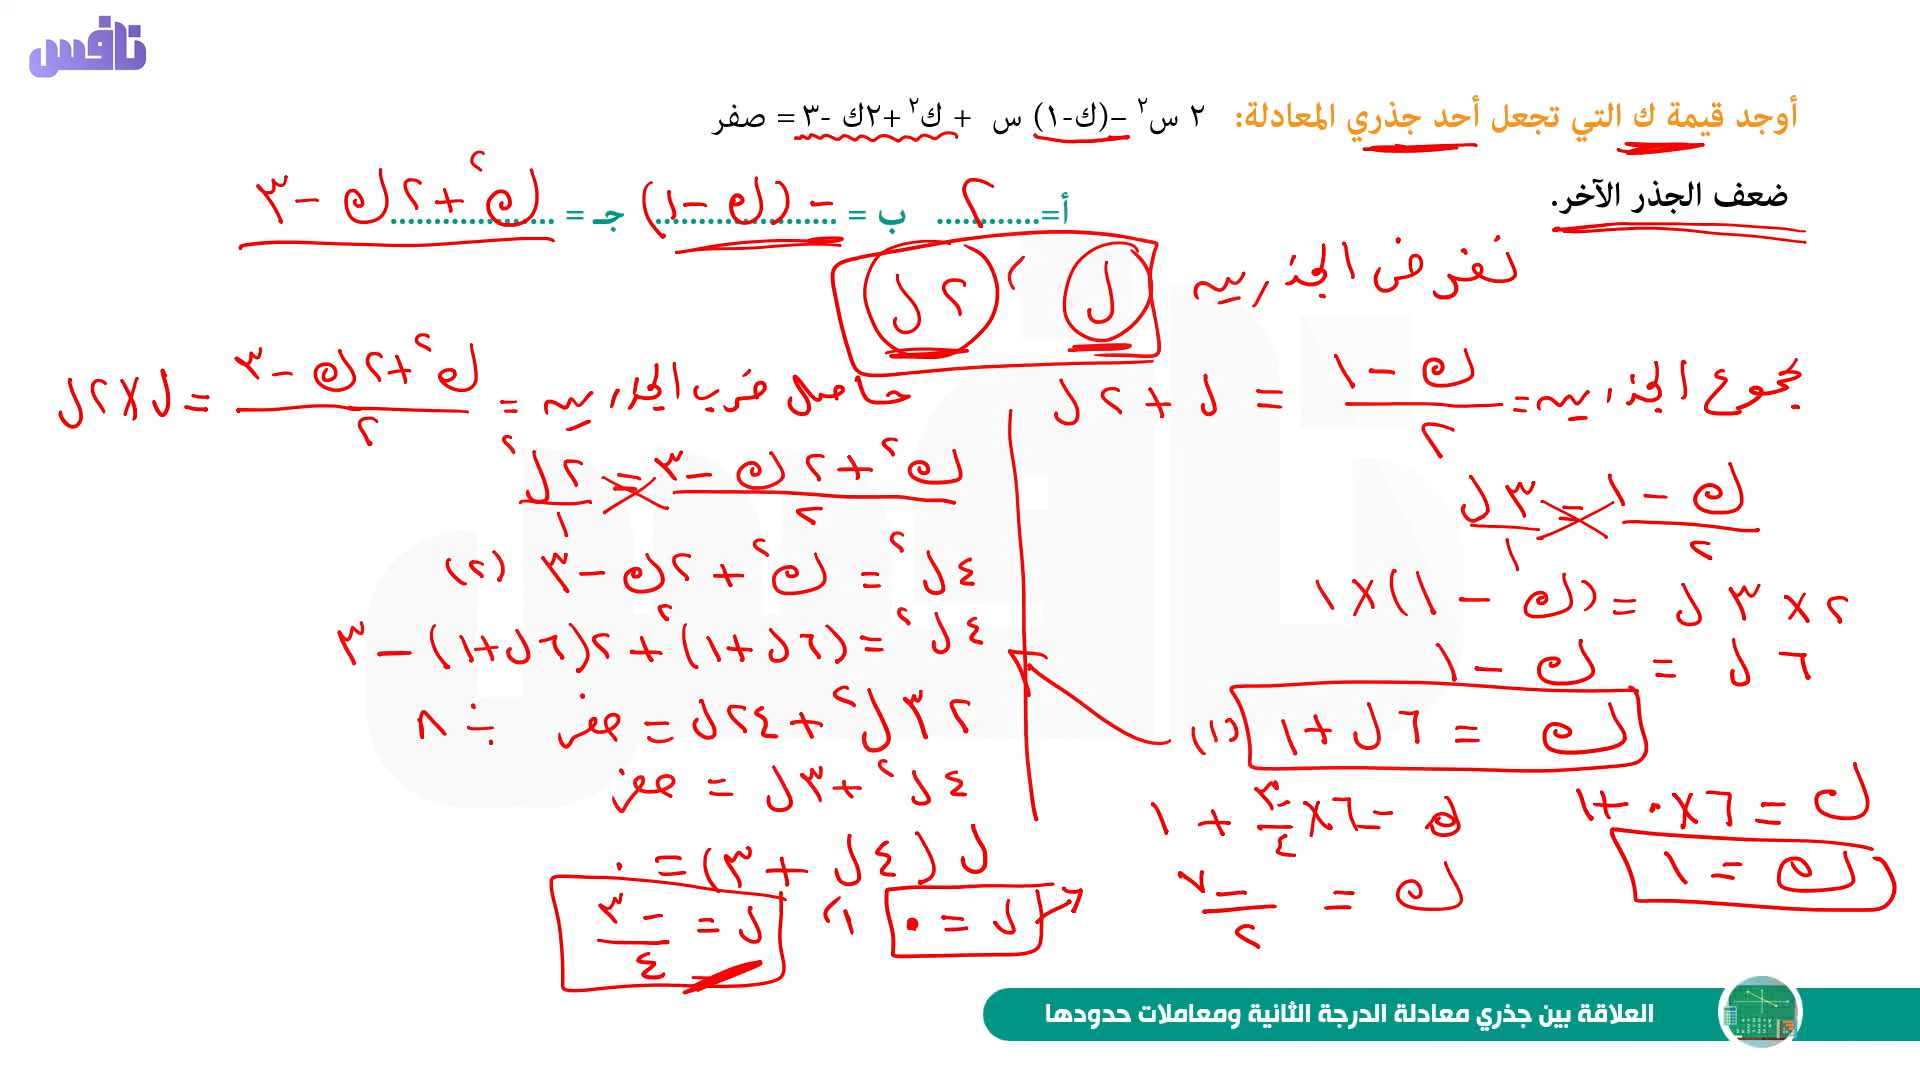 نافس
أوجد قيمة ك التي تجعل أحد جذري المعادلة: ٢ س٢ –(ك-١) س + ك٢ +٢ك -٣ = صفر
ضعف الجذر الآخر.
أ= ٢ ب = -(ك -١) جـ = ك٢ +٢ك -٣
نفرض الجذرين ل ، ٢ل
مجموع الجذرين = (ك - ١)/٢ = ل + ٢ل
حاصل ضرب الجذرين = (ك٢ +٢ك -٣)/٢ = ل×٢ل
(ك - ١)/٢ = ٣ل/١
٢ × ٣ل = (ك - ١)×١
٦ل = ك - ١
ك = ٦ل +١ (١)
(ك٢ +٢ك -٣)/٢ = ٢ل٢/١
٤ل٢ = ك٢ + ٢ك -٣ (٢)
٤ل٢ = (٦ل +١)٢ + ٢(٦ل +١) - ٣
٣٢ل٢ + ٢٤ل = صفر ÷ ٨
٤ل٢ +٣ل = صفر
ل (٤ل + ٣) = ٠
ل = ٠ ، ل = -٣/٤
ك = ٦×٠ +١
ك = ١
ك = ٦× -٣/٤ + ١
ك = -٧/٢
العلاقة بين جذري معادلة الدرجة الثانية ومعاملات حدودها